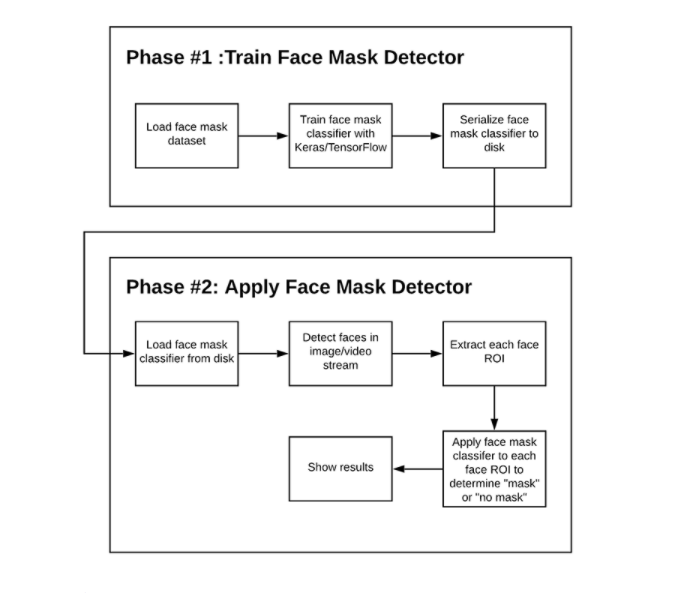 Phase #1 :Train Face Mask Detector
Load face mask
dataset
Train face mask
classifier with
Keras/TensorFlow
Serialize face
mask classifier to
disk
Phase #2: Apply Face Mask Detector
Load face mask
classifier from disk
Detect faces in
image/video
stream
Extract each face
ROI
Apply face mask
classifer to each
face ROI to
determine "mask"
or "no mask"
Show results